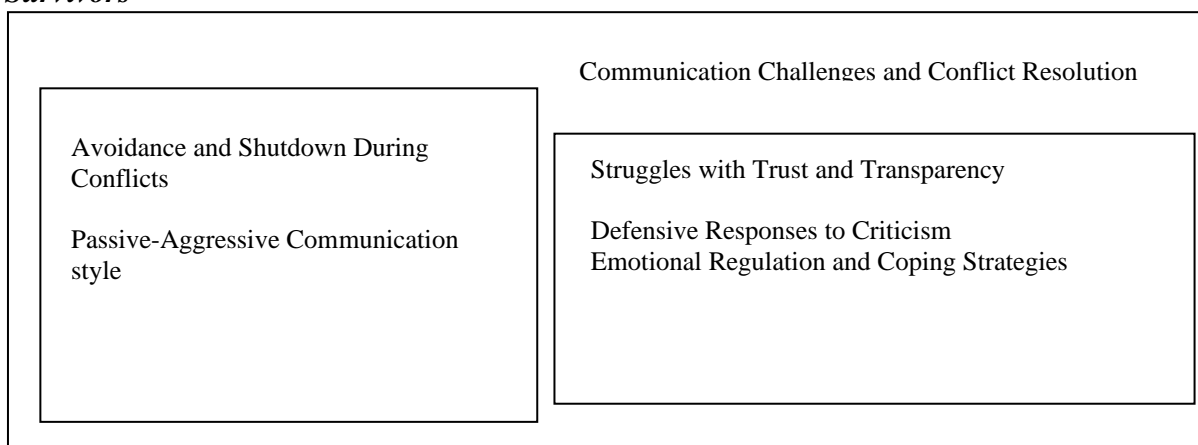 Survivors
Communication Challenges and Conflict Resolution
Avoidance and Shutdown During
Conflicts
Passive-Aggressive Communication
style
Struggles with Trust and Transparency
Defensive Responses to Criticism
Emotional Regulation and Coping Strategies